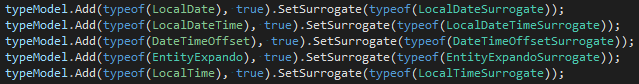 typeModel.Add(typeof(LocalDate), true).SetSurrogate(typeof(LocalDateSurrogate));
typeModel.Add(typeof(LocalDateTime), true).SetSurrogate(typeof(LocalDateTimeSurrogate));
typeModel.Add(typeof(DateTimeOffset), true).SetSurrogate(typeof(DateTimeOffsetSurrogate));
typeModel.Add(typeof(EntityExpando), true).SetSurrogate(typeof(EntityExpandoSurrogate));
typeModel.Add(typeof(LocalTime), true).SetSurrogate(typeof(LocalTimeSurrogate));